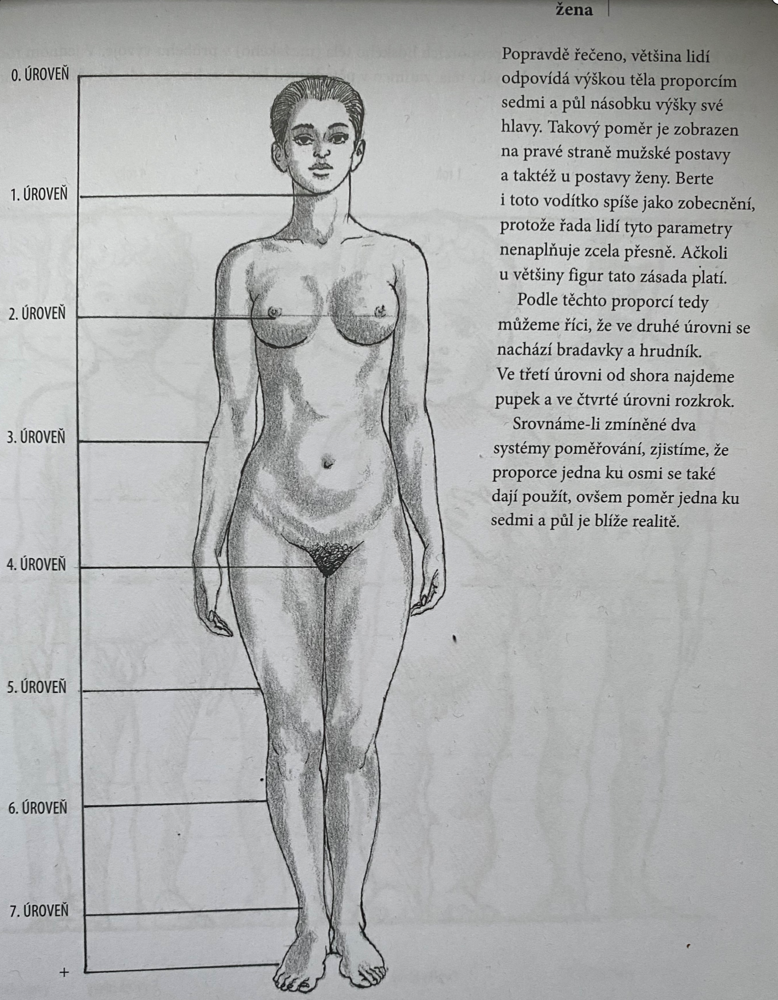 žena
0. ÚROVEŇ
1. ÚROVEŇ
2. ÚROVEŇ
3. ÚROVEŇ
4. ÚROVEŇ
5. ÚROVEŇ
6. ÚROVEŇ
7. ÚROVEŇ
+
Popravdě řečeno, většina lidí
odpovídá výškou těla proporcím
sedmi a půl násobku výšky své
hlavy. Takový poměr je zobrazen
na pravé straně mužské postavy
a taktéž u postavy ženy. Berte
i toto vodítko spíše jako zobecnění,
protože řada lidí tyto parametry
nenaplňuje zcela přesně. Ačkoli
u většiny figur tato zásada platí.
Podle těchto proporcí tedy
můžeme říci, že ve druhé úrovni se
nachází bradavky a hrudník.
Ve třetí úrovni od shora najdeme
pupek a ve čtvrté úrovni rozkrok.
Srovnáme-li zmíněné dva
systémy poměřování, zjistíme, že
proporce jedna ku osmi se také
dají použít, ovšem poměr jedna ku
sedmi a půl je blíže realitě.